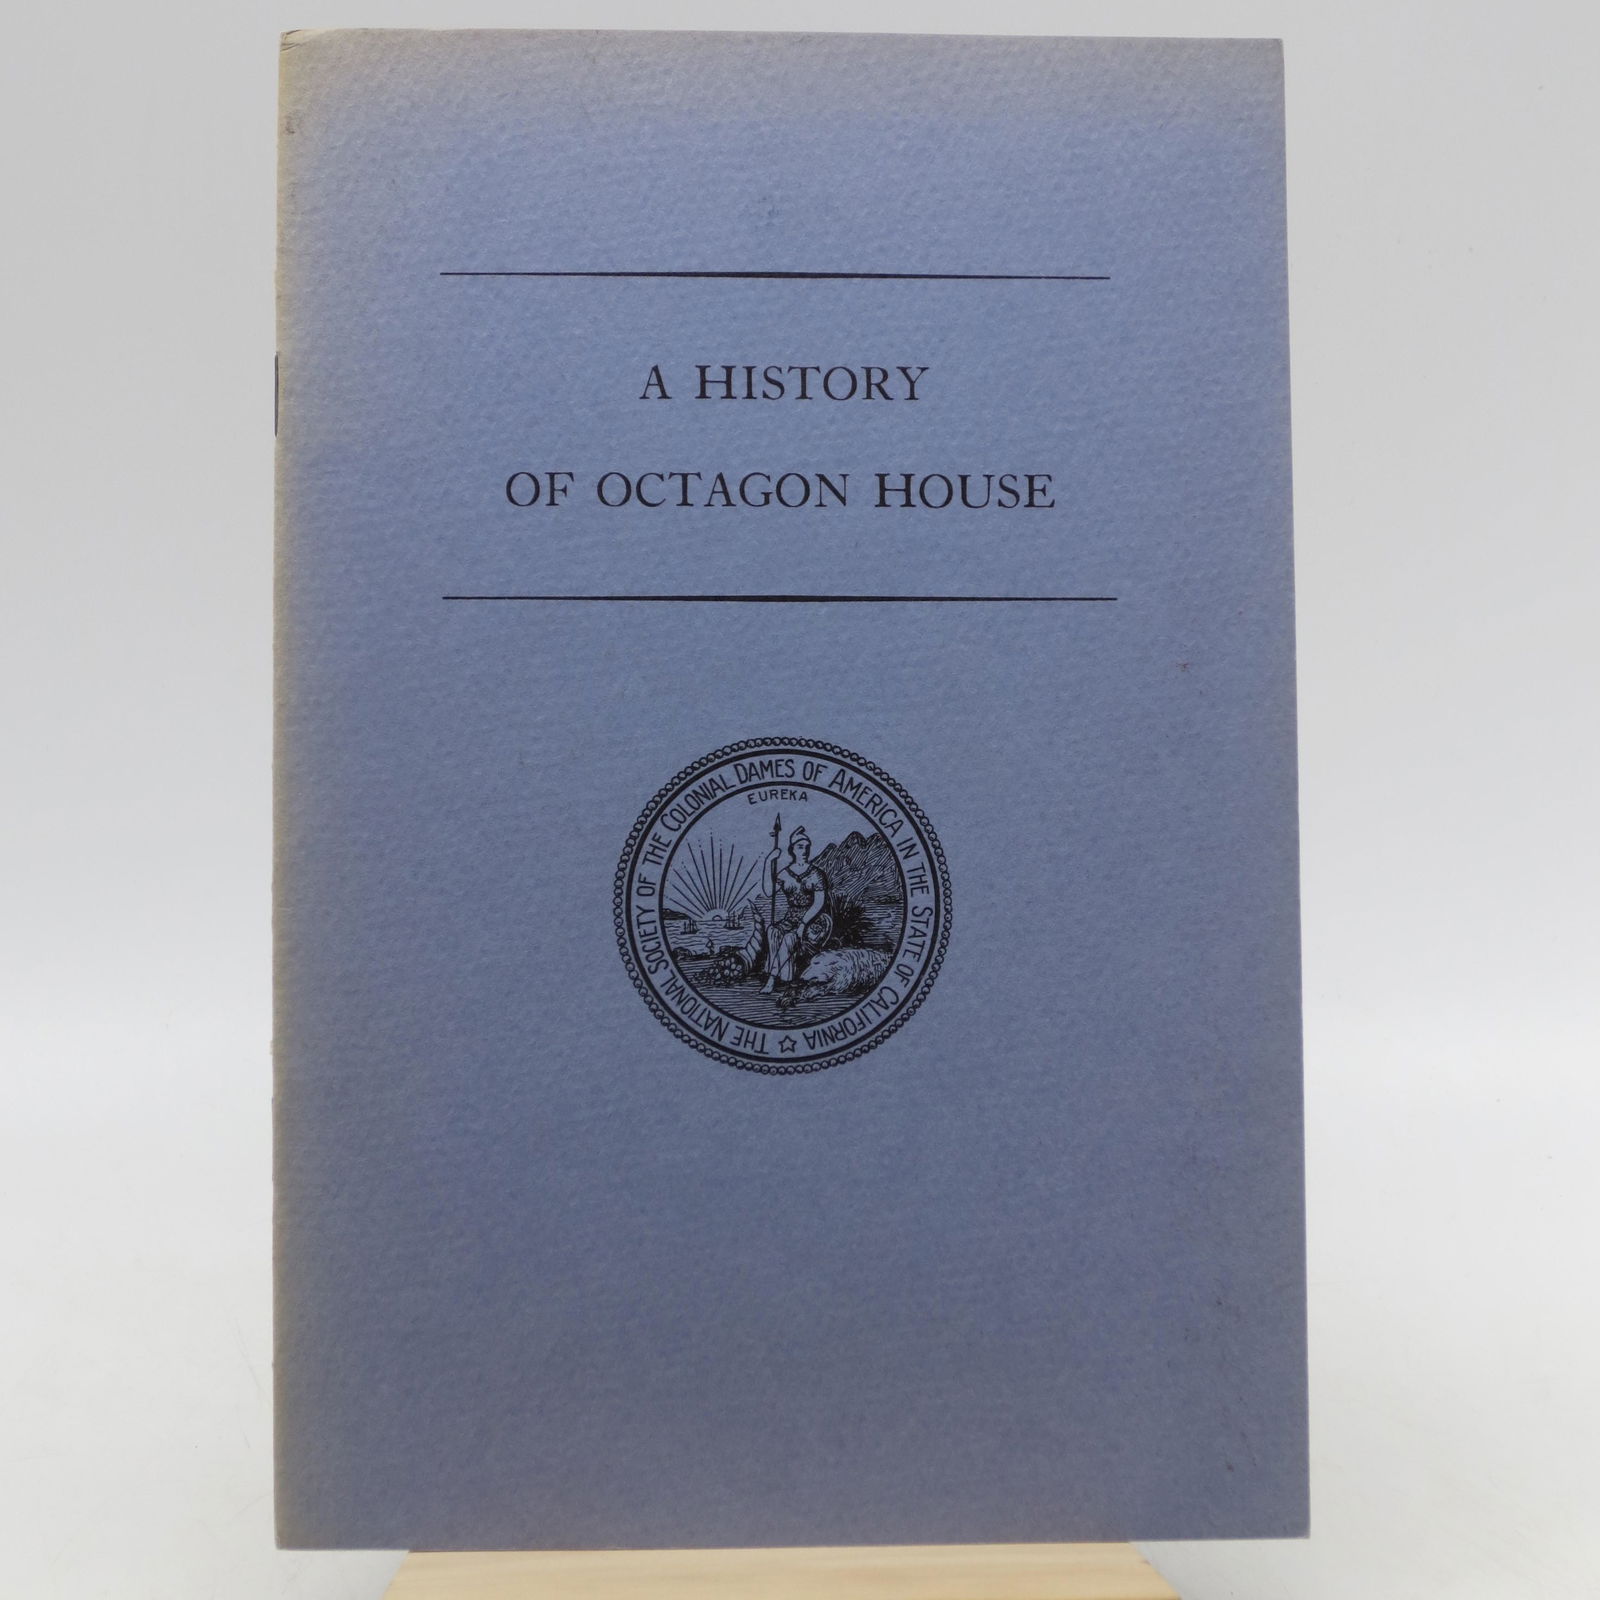 A HISTORY
OF OCTAGON HOUSE
THE NATIONAL SOCIETY OF THE COLONIAL DAMES OF AMERICA IN THE STATE OF CALIFORNIA
EUREKA